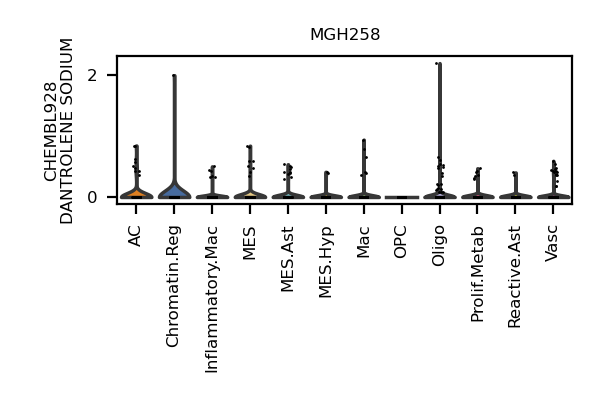 MGH258
CHEMBL928
DANTROLENE SODIUM
2
0
AC
Chromatin.Reg
Inflammatory.Mac
MES
MES.Ast
MES.Hyp
Mac
OPC
Oligo
Prolif.Metab
Reactive.Ast
Vasc